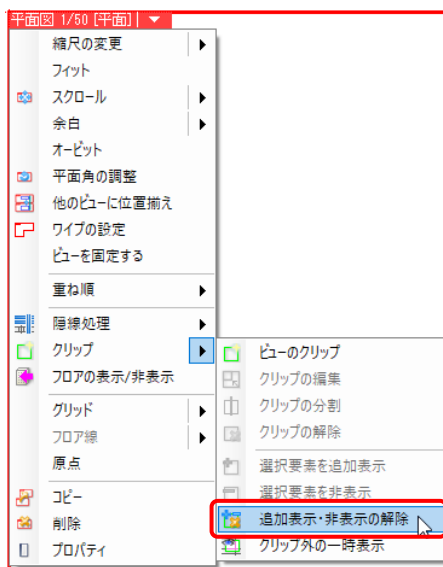 平面図 1/50 [平面]
縮尺の変更
フィット
スクロール
余白
オービット
平面角の調整
他のビューに位置揃え
ワイプの設定
ビューを固定する
重ね順
陰線処理
クリップ
フロアの表示/非表示
グリッド
フロア線
原点
コピー
削除
プロパティ
ビューのクリップ
クリップの編集
クリップの分割
クリップの解除
選択要素を追加表示
選択要素を非表示
追加表示・非表示の解除
クリップ外の一時表示